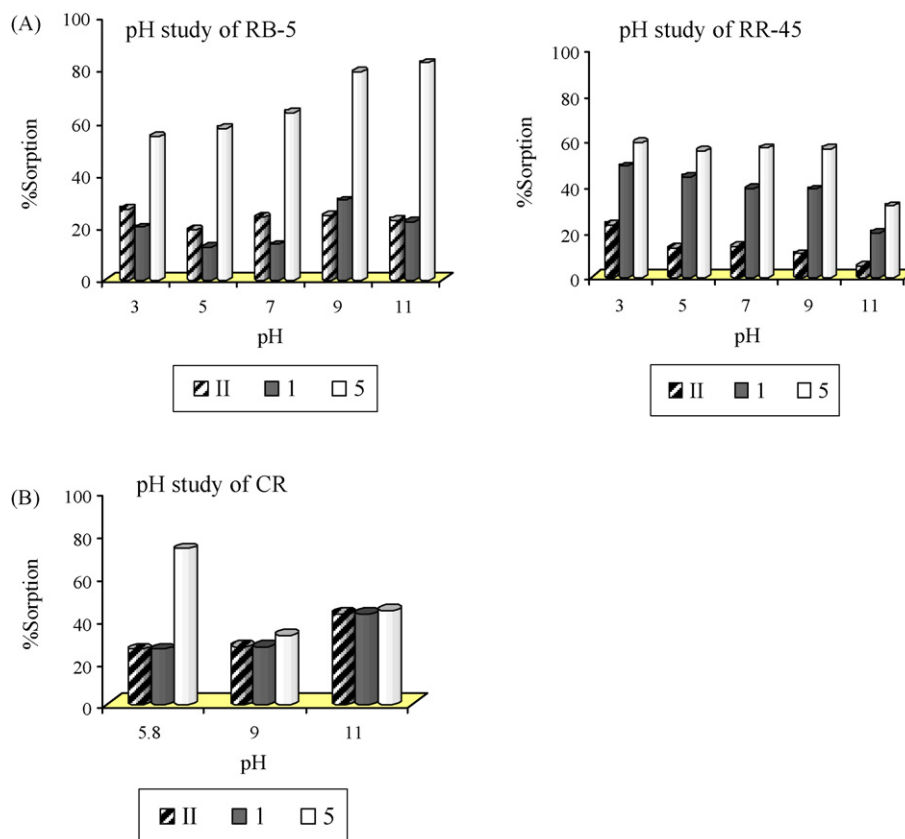 (A)
pH study of RB-5
%Sorption
100
80
60
40
20
0
3 5 7 9 11
pH
II 1 5
pH study of RR-45
%Sorption
100
80
60
40
20
0
3 5 7 9 11
pH
II 1 5
(B)
pH study of CR
%Sorption
100
80
60
40
20
0
5.8 9 11
pH
II 1 5